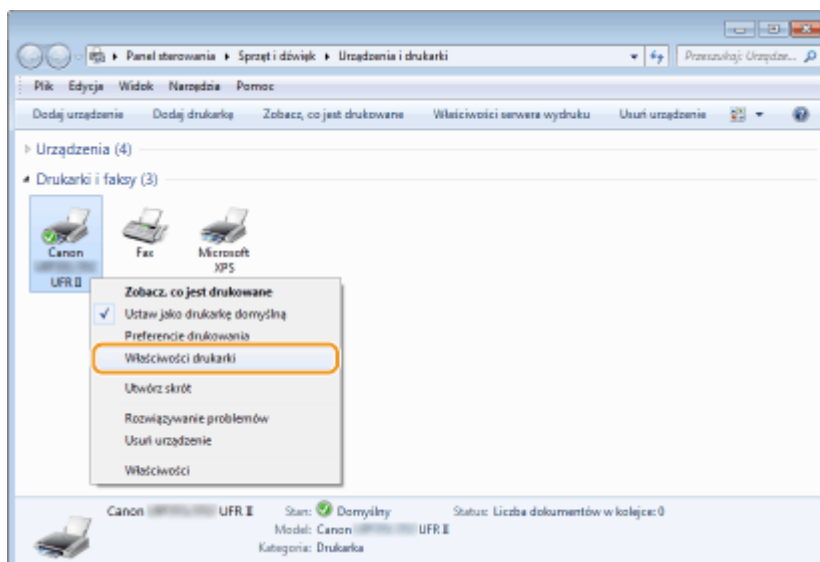 Panel sterowania ▸ Sprzęt i dźwięk ▸ Urządzenia i drukarki Przeszukaj: Urządze...
Plik Edycja Widok Narzędzia Pomoc
Dodaj urządzenie Dodaj drukarkę Zobacz, co jest drukowane Właściwości serwera wydruku Usuń urządzenie
Urządzenia (4)
Drukarki i faksy (3)
Canon
UFR II
Fax
Microsoft
XPS
Zobacz, co jest drukowane
Ustaw jako drukarkę domyślną
Preferencje drukowania
Właściwości drukarki
Utwórz skrót
Rozwiązywanie problemów
Usuń urządzenie
Właściwości
Canon UFR II Stan: Domyślny Status: Liczba dokumentów w kolejce: 0
Model: Canon UFR II
Kategoria: Drukarka